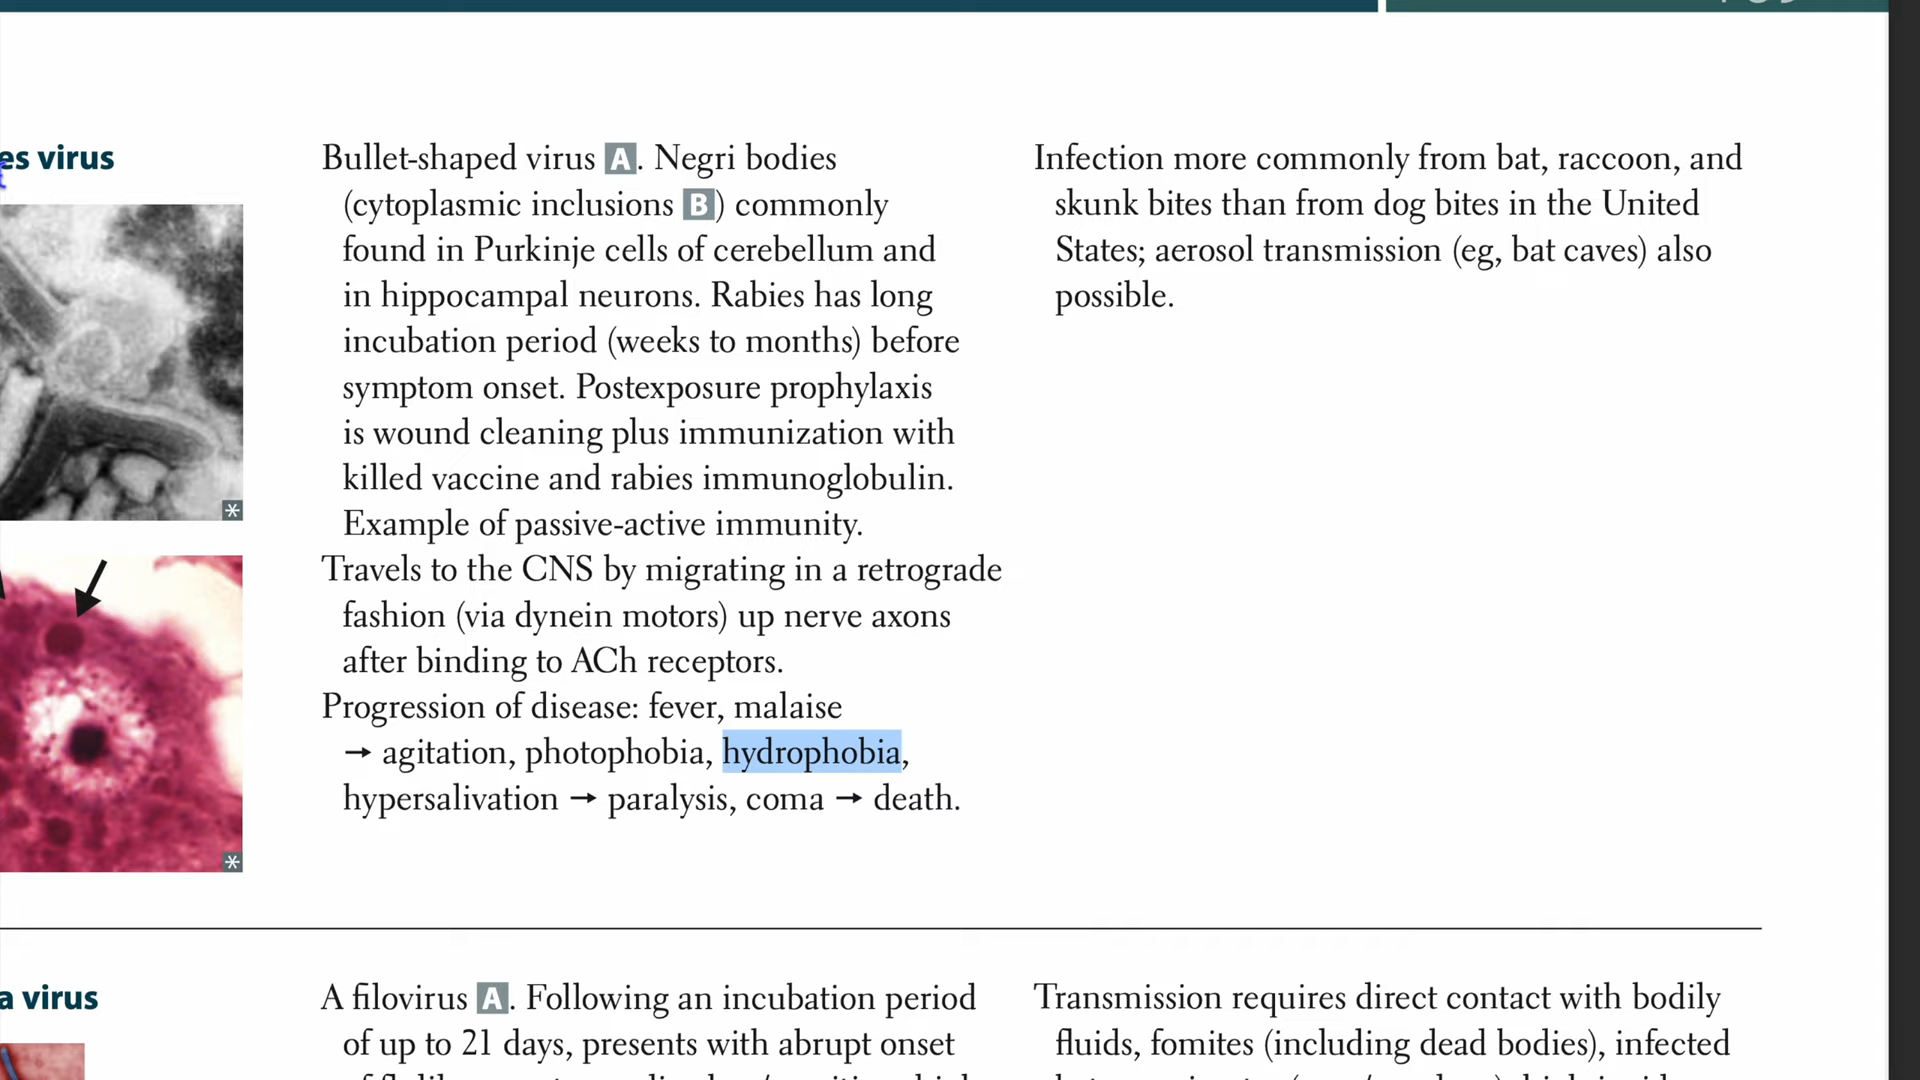 es virus
Bullet-shaped virus A. Negri bodies
(cytoplasmic inclusions B) commonly
found in Purkinje cells of cerebellum and
in hippocampal neurons. Rabies has long
incubation period (weeks to months) before
symptom onset. Postexposure prophylaxis
is wound cleaning plus immunization with
killed vaccine and rabies immunoglobulin.
Example of passive-active immunity.
Travels to the CNS by migrating in a retrograde
fashion (via dynein motors) up nerve axons
after binding to ACh receptors.
Progression of disease: fever, malaise
→ agitation, photophobia, hydrophobia,
hypersalivation → paralysis, coma → death.
Infection more commonly from bat, raccoon, and
skunk bites than from dog bites in the United
States; aerosol transmission (eg, bat caves) also
possible.
a virus
A filovirus A. Following an incubation period
of up to 21 days, presents with abrupt onset
Transmission requires direct contact with bodily
fluids, fomites (including dead bodies), infected